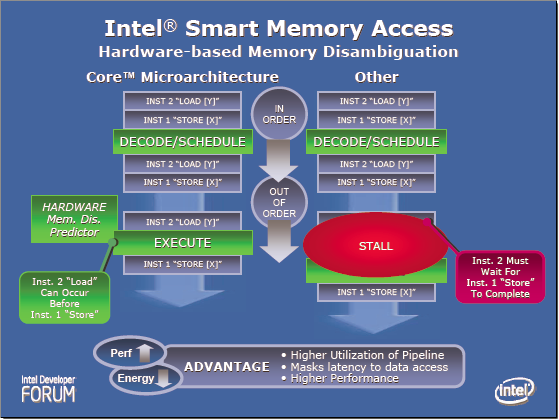 Intel® Smart Memory Access
Hardware-based Memory Disambiguation
Core™ Microarchitecture
Other
INST 2 “LOAD [Y]”
INST 1 “STORE [X]”
DECODE/SCHEDULE
INST 2 “LOAD [Y]”
INST 1 “STORE [X]”
HARDWARE
Mem. Dis.
Predictor
INST 2 “LOAD [Y]”
EXECUTE
INST 1 “STORE [X]”
Inst. 2 “Load”
Can Occur
Before
Inst. 1 “Store”
IN
ORDER
OUT
OF
ORDER
INST 2 “LOAD [Y]”
INST 1 “STORE [X]”
DECODE/SCHEDULE
INST 2 “LOAD [Y]”
INST 1 “STORE [X]”
STALL
INST 1 “STORE [X]”
Inst. 2 Must
Wait For
Inst. 1 “Store”
To Complete
Perf
Energy
ADVANTAGE
• Higher Utilization of Pipeline
• Masks latency to data access
• Higher Performance
Intel Developer
FORUM
intel